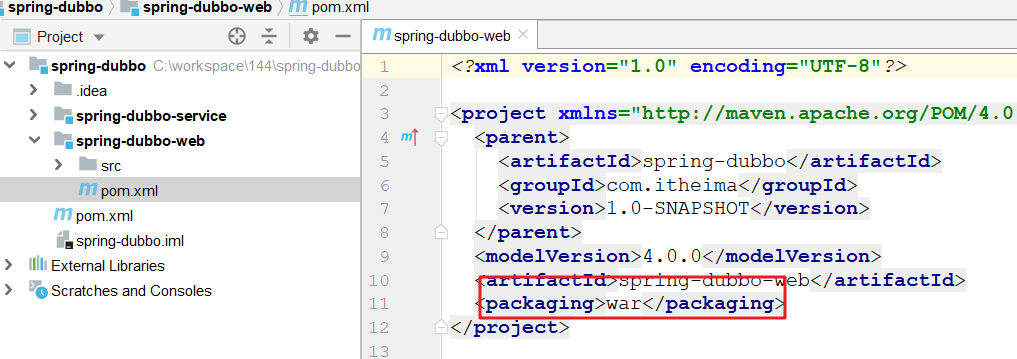 spring-dubbo spring-dubbo-web pom.xml
Project
spring-dubbo C:\workspace\144\spring-dubbo
.idea
spring-dubbo-service
spring-dubbo-web
src
pom.xml
pom.xml
spring-dubbo.iml
External Libraries
Scratches and Consoles
spring-dubbo-web
1 <?xml version="1.0" encoding="UTF-8"?>
2
3 <project xmlns="http://maven.apache.org/POM/4.0
4 <parent>
5 <artifactId>spring-dubbo</artifactId>
6 <groupId>com.itheima</groupId>
7 <version>1.0-SNAPSHOT</version>
8 </parent>
9 <modelVersion>4.0.0</modelVersion>
10 <artifactId>spring-dubbo-web</artifactId>
11 <packaging>war</packaging>
12 </project>
13